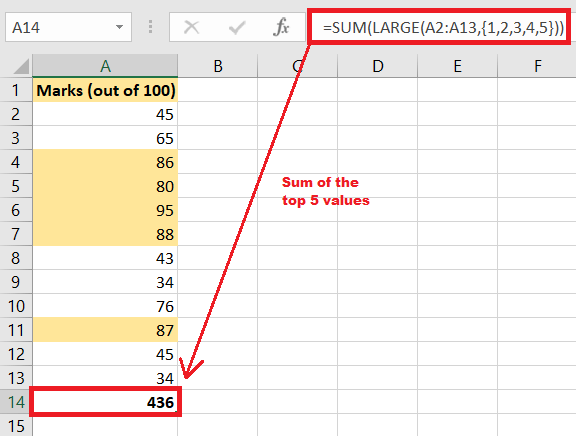 A14 fx =SUM(LARGE(A2:A13,{1,2,3,4,5}))
A B C D E F
1 Marks (out of 100)
2 45
3 65
4 86
5 80
Sum of the
top 5 values
6 95
7 88
8 43
9 34
10 76
11 87
12 45
13 34
14 436
15